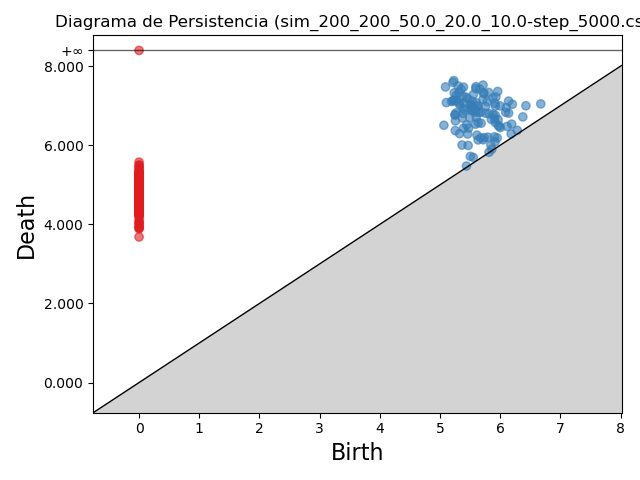 Diagrama de Persistencia (sim_200_200_50.0_20.0_10.0-step_5000.cs
+∞
8.000
6.000
4.000
2.000
0.000
Death
0 1 2 3 4 5 6 7 8
Birth